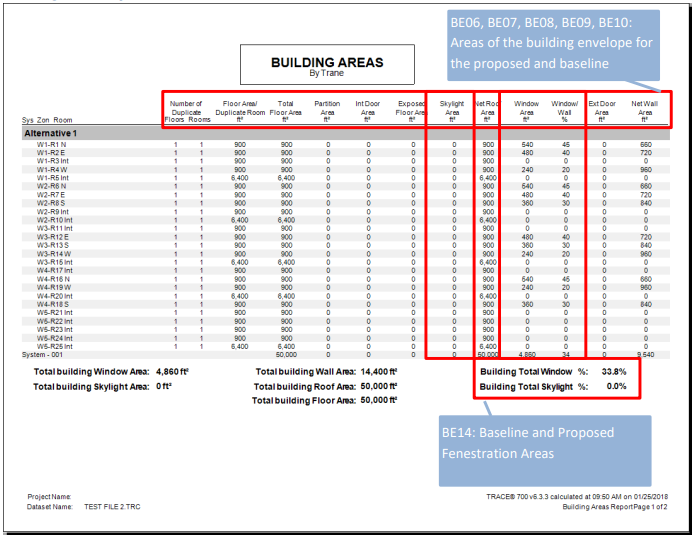 BE06, BE07, BE08, BE09, BE10:
Areas of the building envelope for
the proposed and baseline
BUILDING AREAS
By Trane
Number of Floor Area/ Total Partition Int Door Exposed Skylight Net Roof Window Window/ Ext Door Net Wall
Duplicate Duplicate Room Floor Area Area Area Floor Area Area Area Area Wall Area Area
Sys Zon Room Floors Rooms ft² ft² ft² ft² ft² ft² ft² ft² % ft² ft²
Alternative 1
W1-R1 N 1 1 900 900 0 0 0 0 900 540 45 0 660
W1-R2 E 1 1 900 900 0 0 0 0 900 480 40 0 720
W1-R3 Int 1 1 900 900 0 0 0 0 900 0 0 0 0
W1-R4 W 1 1 900 900 0 0 0 0 900 240 20 0 960
W1-R5 Int 1 1 6,400 6,400 0 0 0 0 6,400 0 0 0 0
W2-R6 N 1 1 900 900 0 0 0 0 900 540 45 0 660
W2-R7 E 1 1 900 900 0 0 0 0 900 480 40 0 720
W2-R8 S 1 1 900 900 0 0 0 0 900 360 30 0 840
W2-R9 Int 1 1 900 900 0 0 0 0 900 0 0 0 0
W2-R10 Int 1 1 6,400 6,400 0 0 0 0 6,400 0 0 0 0
W3-R11 Int 1 1 900 900 0 0 0 0 900 0 0 0 0
W3-R12 E 1 1 900 900 0 0 0 0 900 480 40 0 720
W3-R13 S 1 1 900 900 0 0 0 0 900 360 30 0 840
W3-R14 W 1 1 900 900 0 0 0 0 900 240 20 0 960
W3-R15 Int 1 1 6,400 6,400 0 0 0 0 6,400 0 0 0 0
W4-R17 Int 1 1 900 900 0 0 0 0 900 0 0 0 0
W4-R16 N 1 1 900 900 0 0 0 0 900 540 45 0 660
W4-R19 W 1 1 900 900 0 0 0 0 900 240 20 0 960
W4-R20 Int 1 1 6,400 6,400 0 0 0 0 6,400 0 0 0 0
W4-R18 S 1 1 900 900 0 0 0 0 900 360 30 0 840
W5-R21 Int 1 1 900 900 0 0 0 0 900 0 0 0 0
W5-R22 Int 1 1 900 900 0 0 0 0 900 0 0 0 0
W5-R23 Int 1 1 900 900 0 0 0 0 900 0 0 0 0
W5-R24 Int 1 1 900 900 0 0 0 0 900 0 0 0 0
W5-R25 Int 1 1 6,400 6,400 0 0 0 0 6,400 0 0 0 0
System - 001 50,000 0 0 0 0 50,000 4,860 34 0 9,540
Total building Window Area: 4,860 ft² Total building Wall Area: 14,400 ft² Building Total Window %: 33.8%
Total building Skylight Area: 0 ft² Total building Roof Area: 50,000 ft² Building Total Skylight %: 0.0%
Total building Floor Area: 50,000 ft²
BE14: Baseline and Proposed
Fenestration Areas
Project Name:
Dataset Name: TEST FILE 2.TRC
TRACE® 700 v6.3.3 calculated at 09:50 AM on 01/25/2018
Building Areas Report Page 1 of 2